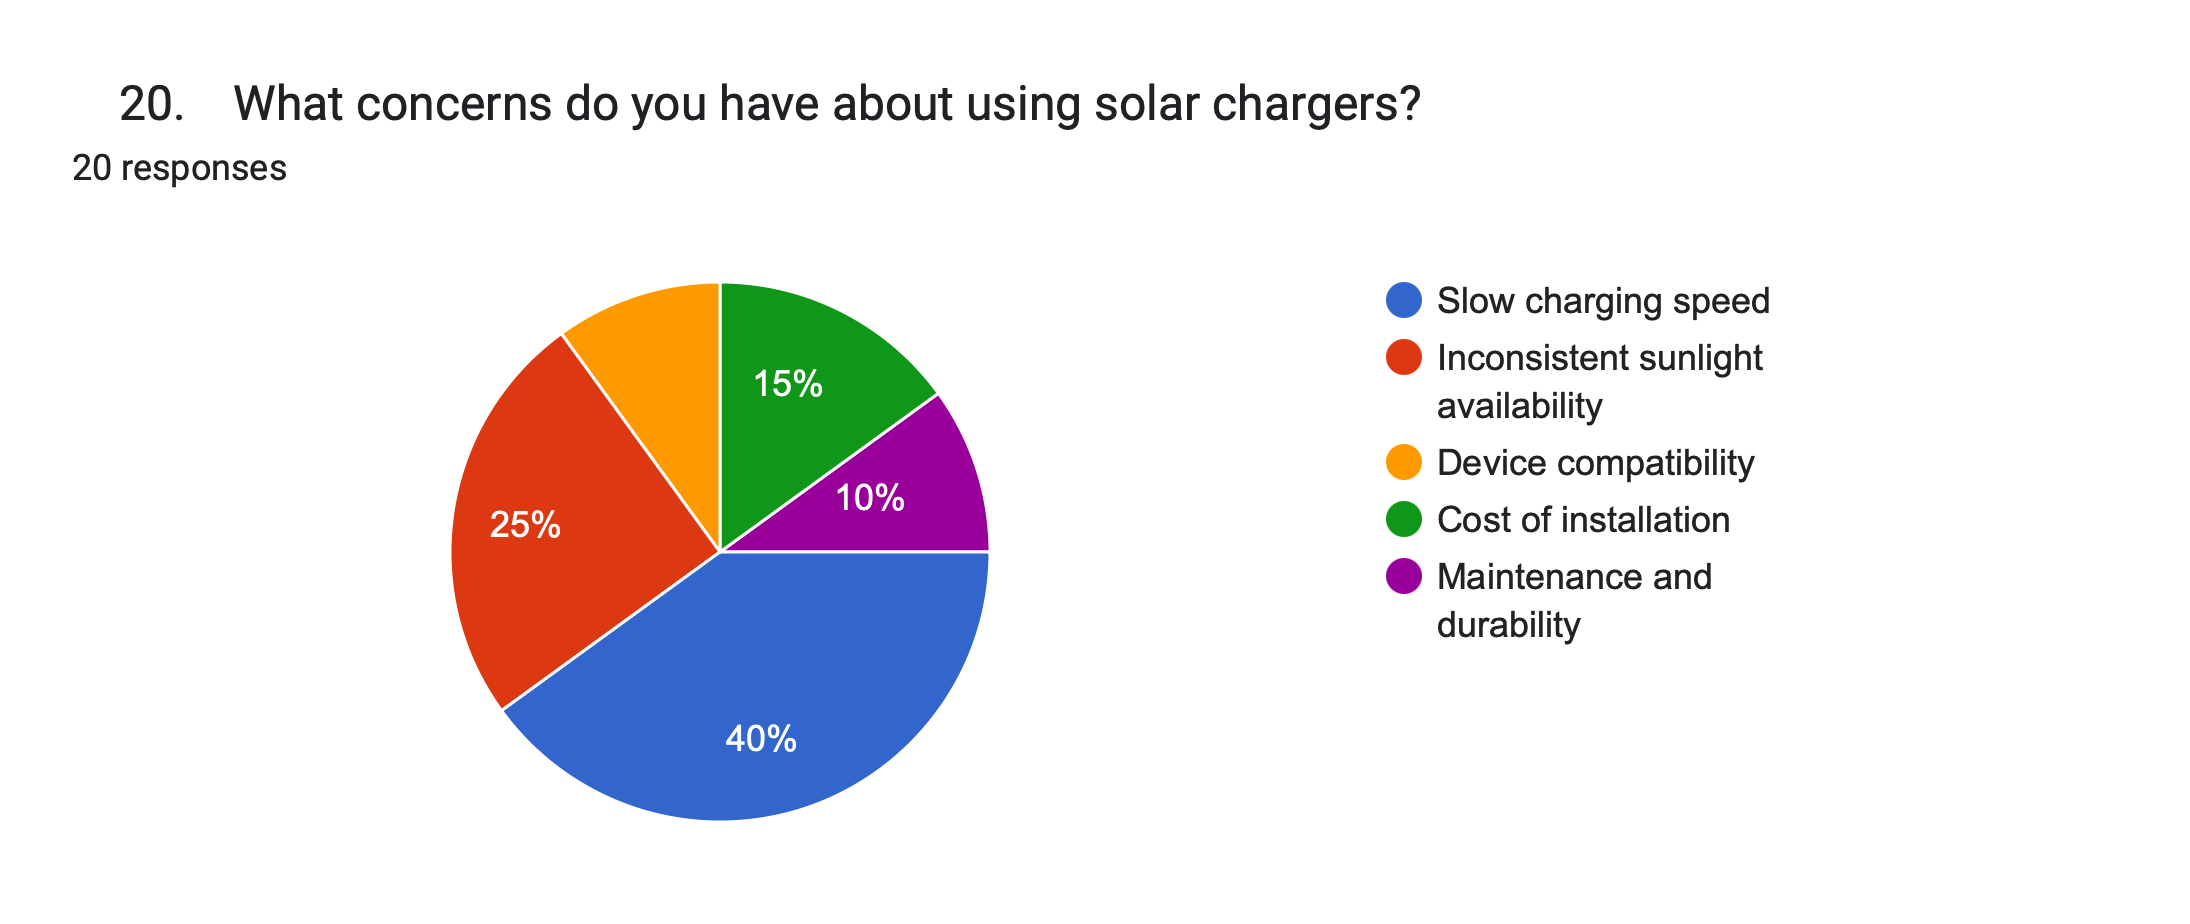 20. What concerns do you have about using solar chargers?
20 responses
15%
10%
25%
40%
Slow charging speed
Inconsistent sunlight
availability
Device compatibility
Cost of installation
Maintenance and
durability